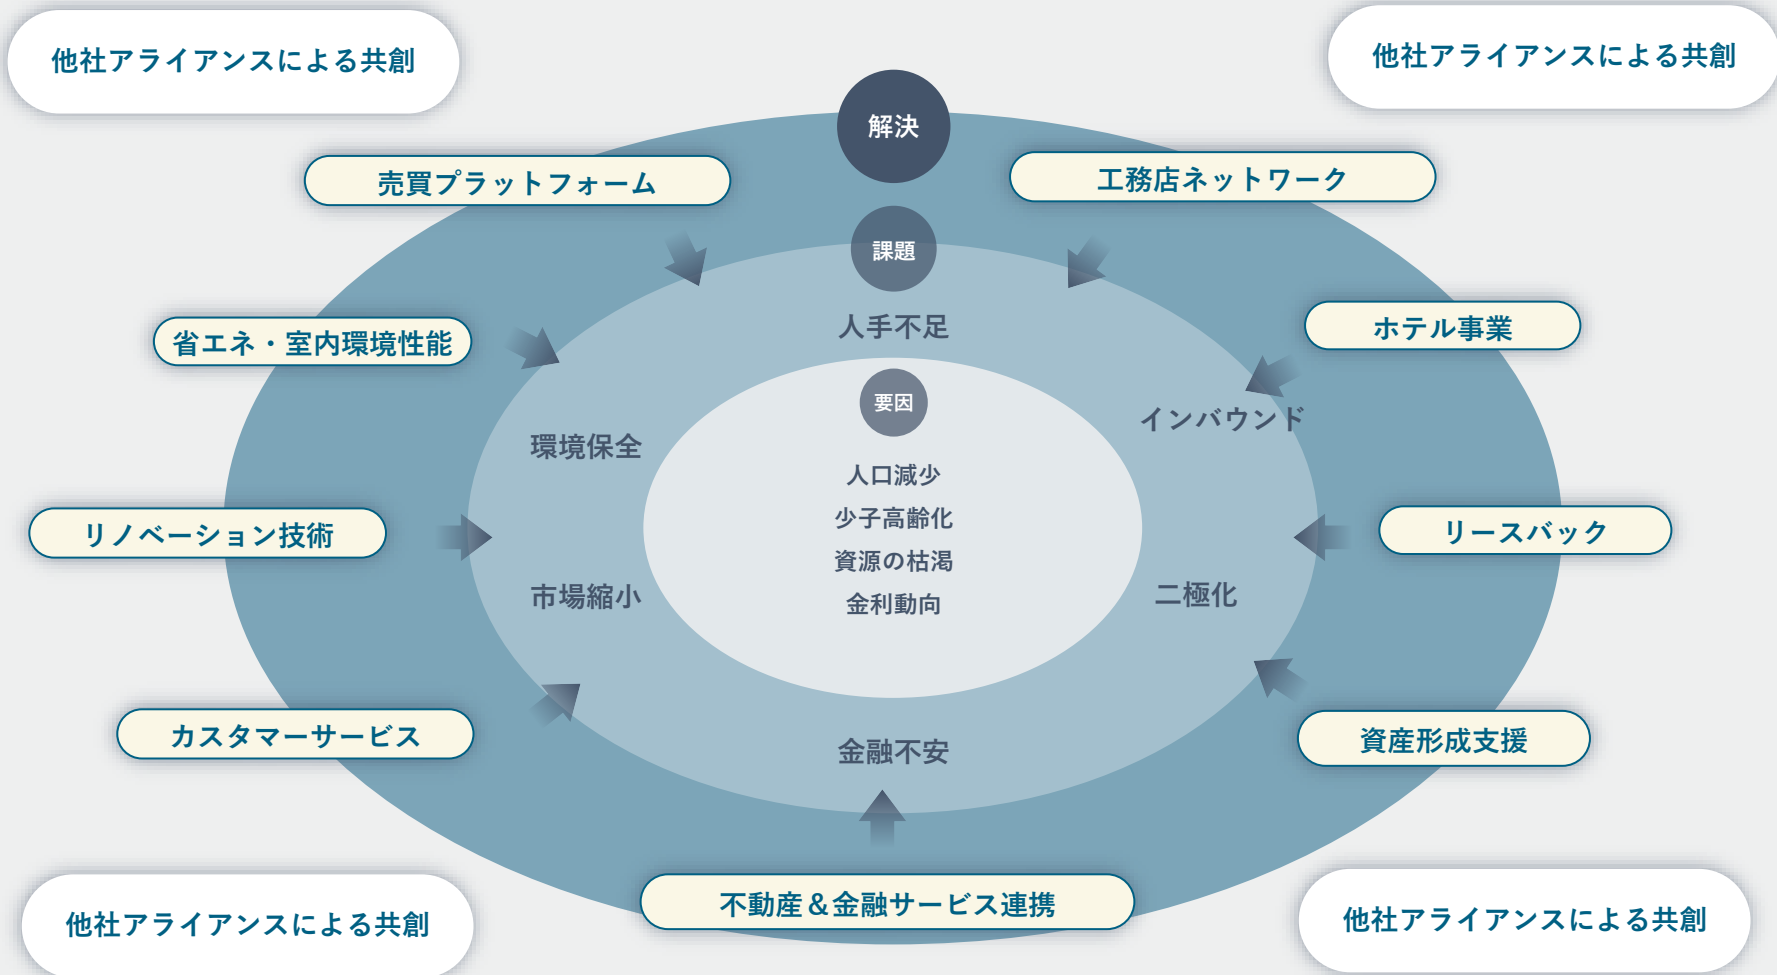 他社アライアンスによる共創
他社アライアンスによる共創
解決
売買プラットフォーム
工務店ネットワーク
課題
人手不足
省エネ・室内環境性能
ホテル事業
要因
インバウンド
環境保全
人口減少
少子高齢化
資源の枯渇
金利動向
リノベーション技術
リースバック
市場縮小
二極化
カスタマーサービス
資産形成支援
金融不安
不動産＆金融サービス連携
他社アライアンスによる共創
他社アライアンスによる共創